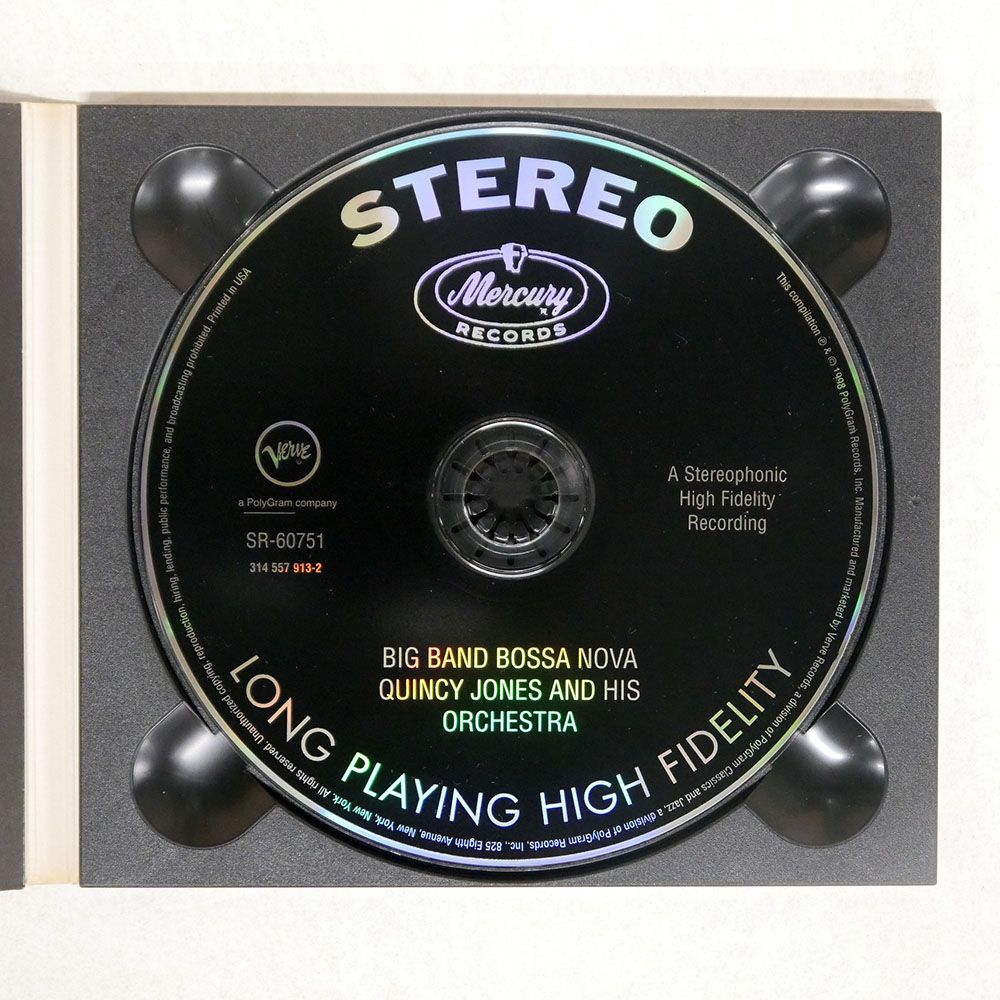 STEREO
Mercury
RECORDS
Verve
a PolyGram company
SR-60751
314 557 913-2
A Stereophonic
High Fidelity
Recording
BIG BAND BOSSA NOVA
QUINCY JONES AND HIS
ORCHESTRA
LONG PLAYING HIGH FIDELITY
This compilation ℗ & © 1998 PolyGram Records, Inc. Manufactured and marketed by Verve Records, a division of PolyGram Classics and Jazz, a division of PolyGram Records, Inc., 825 Eighth Avenue, New York, New York. All rights reserved. Unauthorized copying, reproduction, hiring, lending, public performance, and broadcasting prohibited. Printed in USA